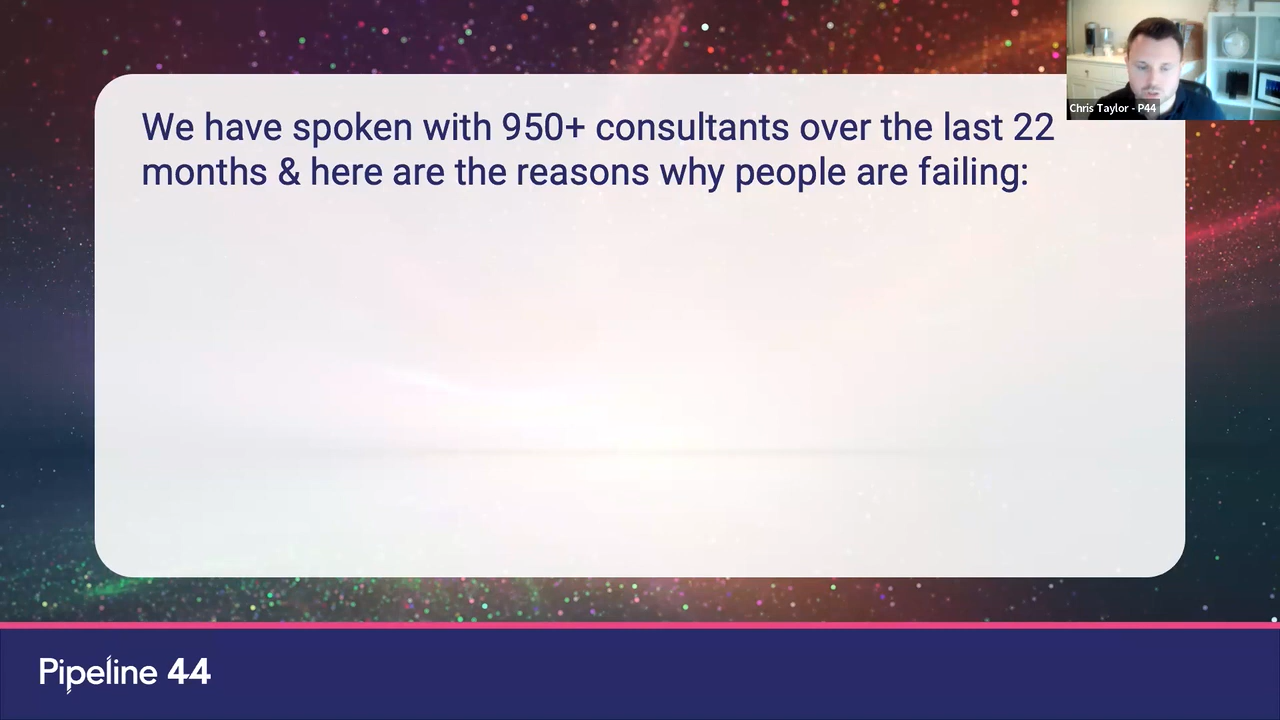 We have spoken with 950+ consultants over the last 22
months & here are the reasons why people are failing:
Chris Taylor - P44
Pipeline 44